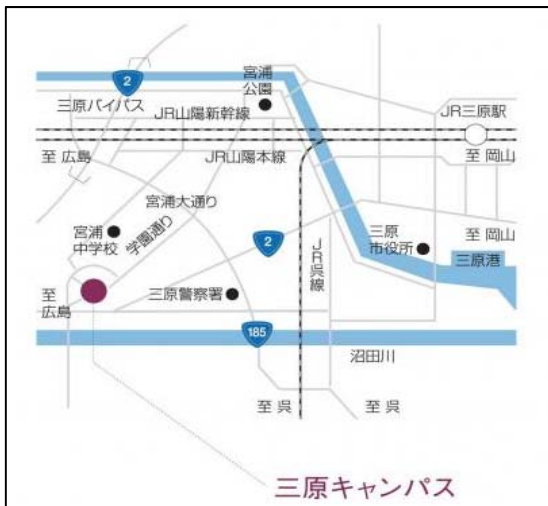 2
宮浦
公園
三原バイパス
JR山陽新幹線
JR三原駅
至 広島
JR山陽本線
至 岡山
宮浦大通り
学園通り
宮浦
中学校
2
JR呉線
三原
市役所
至 岡山
三原港
至
広島
三原警察署
185
沼田川
至 呉
至 呉
三原キャンパス